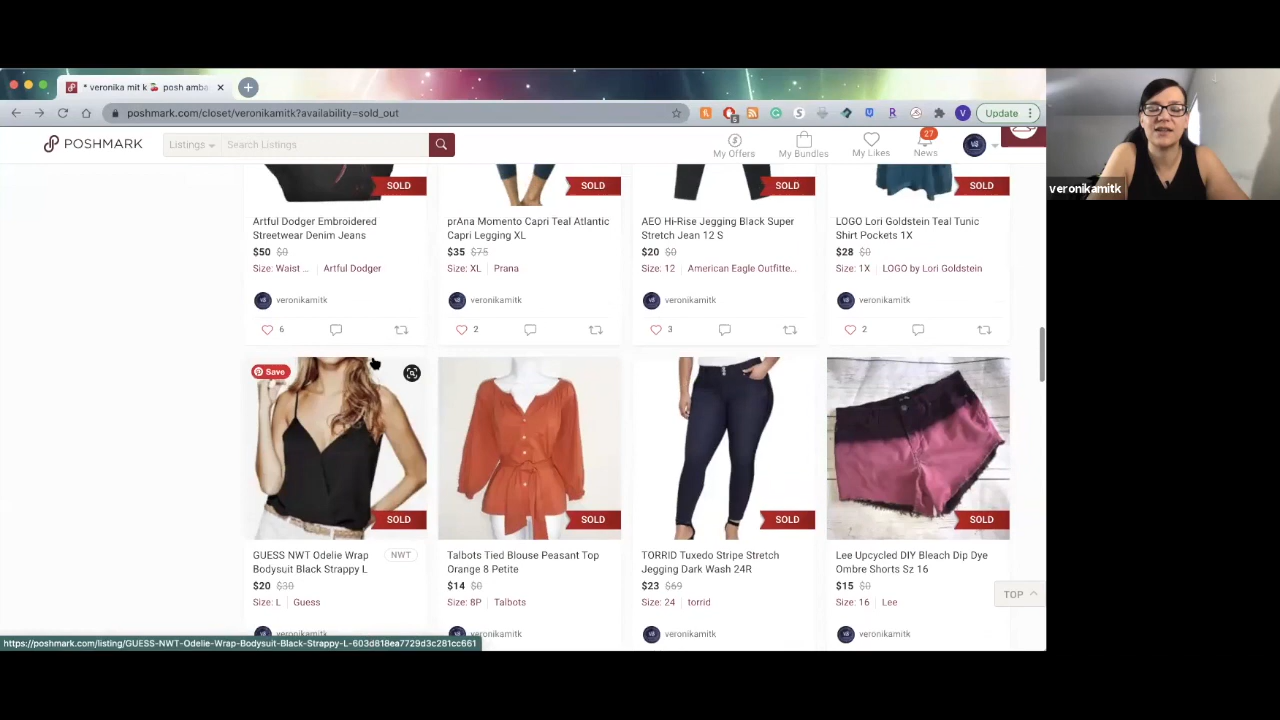 * veronika mit k 🍒 posh amba
poshmark.com/closet/veronikamitk?availability=sold_out
Update
POSHMARK
Listings
Search Listings
My Offers
My Bundles
My Likes
27
News
veronikamitk
SOLD
SOLD
SOLD
SOLD
Artful Dodger Embroidered
Streetwear Denim Jeans
$50 $0
Size: Waist ... Artful Dodger
veronikamitk
6
prAna Momento Capri Teal Atlantic
Capri Legging XL
$35 $75
Size: XL Prana
veronikamitk
2
AEO Hi-Rise Jegging Black Super
Stretch Jean 12 S
$20 $0
Size: 12 American Eagle Outfitte...
veronikamitk
3
LOGO Lori Goldstein Teal Tunic
Shirt Pockets 1X
$28 $0
Size: 1X LOGO by Lori Goldstein
veronikamitk
2
Save
SOLD
SOLD
SOLD
SOLD
GUESS NWT Odelie Wrap
Bodysuit Black Strappy L
NWT
$20 $30
Size: L Guess
veronikamitk
Talbots Tied Blouse Peasant Top
Orange 8 Petite
$14 $0
Size: 8P Talbots
veronikamitk
TORRID Tuxedo Stripe Stretch
Jegging Dark Wash 24R
$23 $69
Size: 24 torrid
veronikamitk
Lee Upcycled DIY Bleach Dip Dye
Ombre Shorts Sz 16
$15 $0
Size: 16 Lee
veronikamitk
TOP
https://poshmark.com/listing/GUESS-NWT-Odelie-Wrap-Bodysuit-Black-Strappy-L-603d818ea7729d3c281cc661